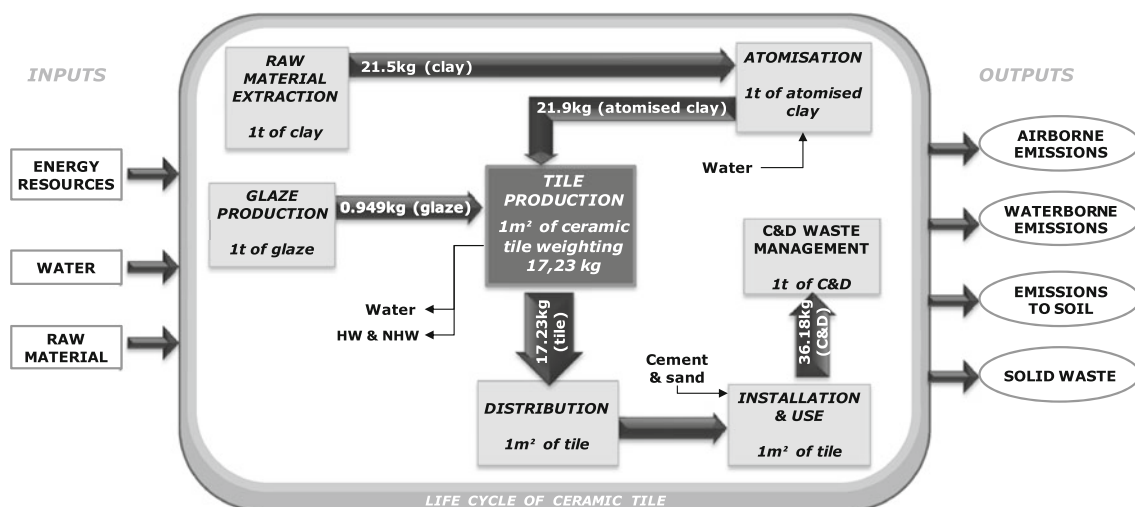 INPUTS
ENERGY
RESOURCES
WATER
RAW
MATERIAL
RAW
MATERIAL
EXTRACTION
1t of clay
21.5kg (clay)
ATOMISATION
1t of atomised
clay
21.9kg (atomised clay)
Water
GLAZE
PRODUCTION
1t of glaze
0.949kg (glaze)
TILE
PRODUCTION
1m² of ceramic
tile weighting
17,23 kg
Water
HW & NHW
17.23kg
(tile)
DISTRIBUTION
1m² of tile
Cement
& sand
INSTALLATION
& USE
1m² of tile
36.18kg
(C&D)
C&D WASTE
MANAGEMENT
1t of C&D
OUTPUTS
AIRBORNE
EMISSIONS
WATERBORNE
EMISSIONS
EMISSIONS
TO SOIL
SOLID WASTE
LIFE CYCLE OF CERAMIC TILE